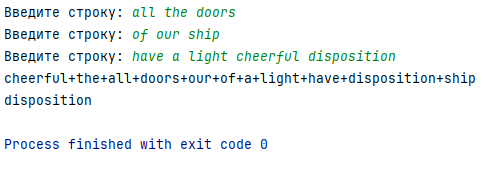 Введите строку: all the doors
Введите строку: of our ship
Введите строку: have a light cheerful disposition
cheerful+the+all+doors+our+of+a+light+have+disposition+ship
disposition
Process finished with exit code 0